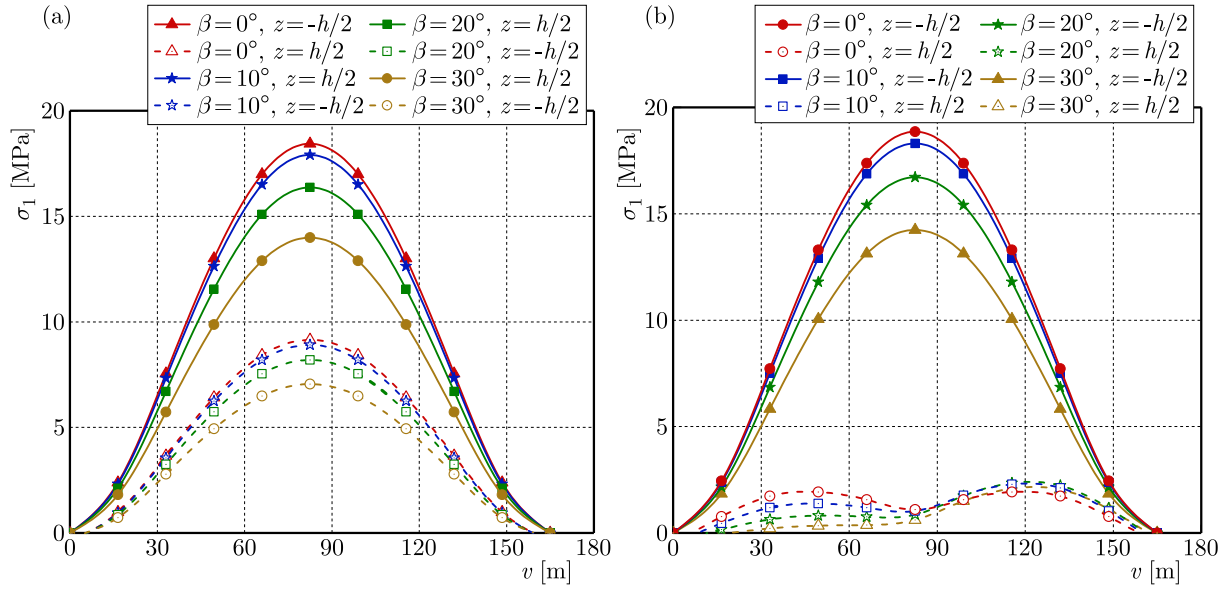 (a)
β=0°, z=-h/2 β=20°, z=h/2
β=0°, z=h/2 β=20°, z=-h/2
β=10°, z=h/2 β=30°, z=h/2
β=10°, z=-h/2 β=30°, z=-h/2
σ₁ [MPa]
20
15
10
5
0
0 30 60 90 120 150 180
v [m]
(b)
β=0°, z=-h/2 β=20°, z=-h/2
β=0°, z=h/2 β=20°, z=h/2
β=10°, z=-h/2 β=30°, z=-h/2
β=10°, z=h/2 β=30°, z=h/2
σ₁ [MPa]
20
15
10
5
0
0 30 60 90 120 150 180
v [m]